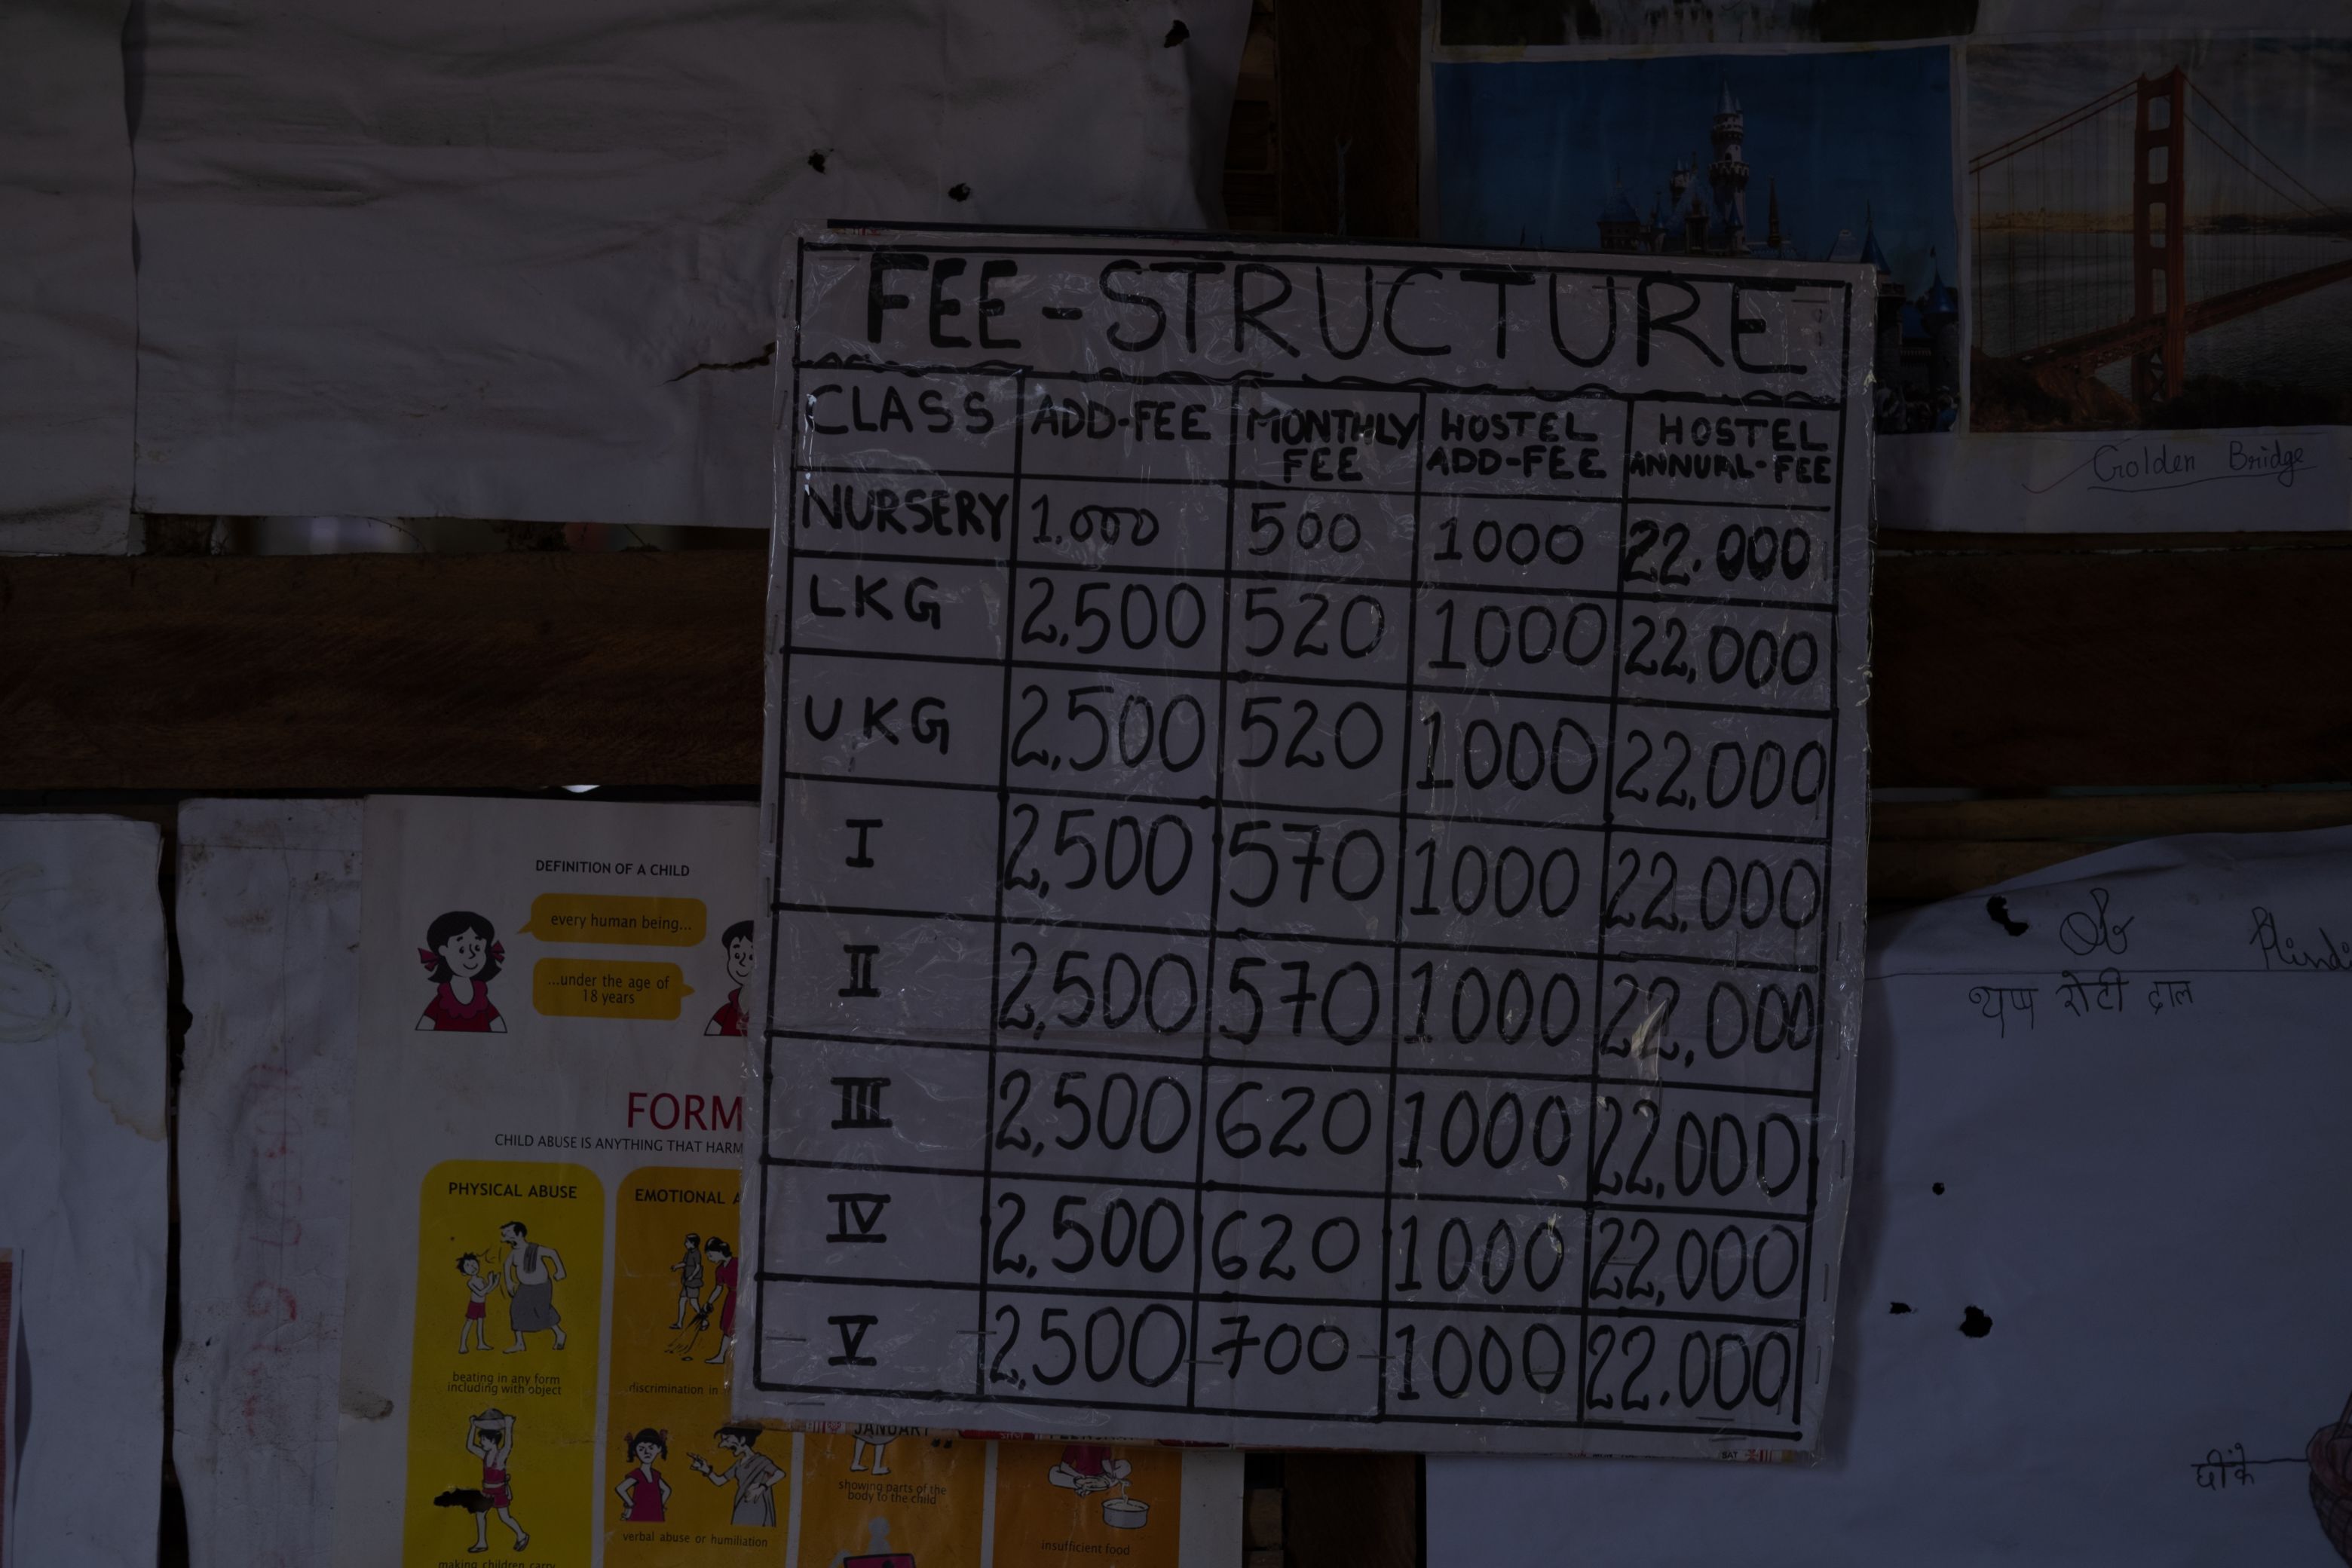 FEE-STRUCTURE
CLASS ADD-FEE MONTHLY FEE HOSTEL ADD-FEE HOSTEL ANNUAL-FEE
NURSERY 1,000 500 1000 22.000
LKG 2,500 520 1000 22,000
UKG 2,500 520 1000 22,000
I 2,500 570 1000 22,000
II 2,500 570 1000 22,000
III 2,500 620 1000 22,000
IV 2,500 620 1000 22,000
V 2,500 700 1000 22.000
Golden Bridge
DEFINITION OF A CHILD
every human being...
...under the age of
18 years
FORM
CHILD ABUSE IS ANYTHING THAT HARM
PHYSICAL ABUSE
EMOTIONAL A
beating in any form
including with object
discrimination in
making children carry
verbal abuse or humiliation
JANUARY
showing parts of the
body to the child
insufficient food
SAT
Hindi
रोटी दाल